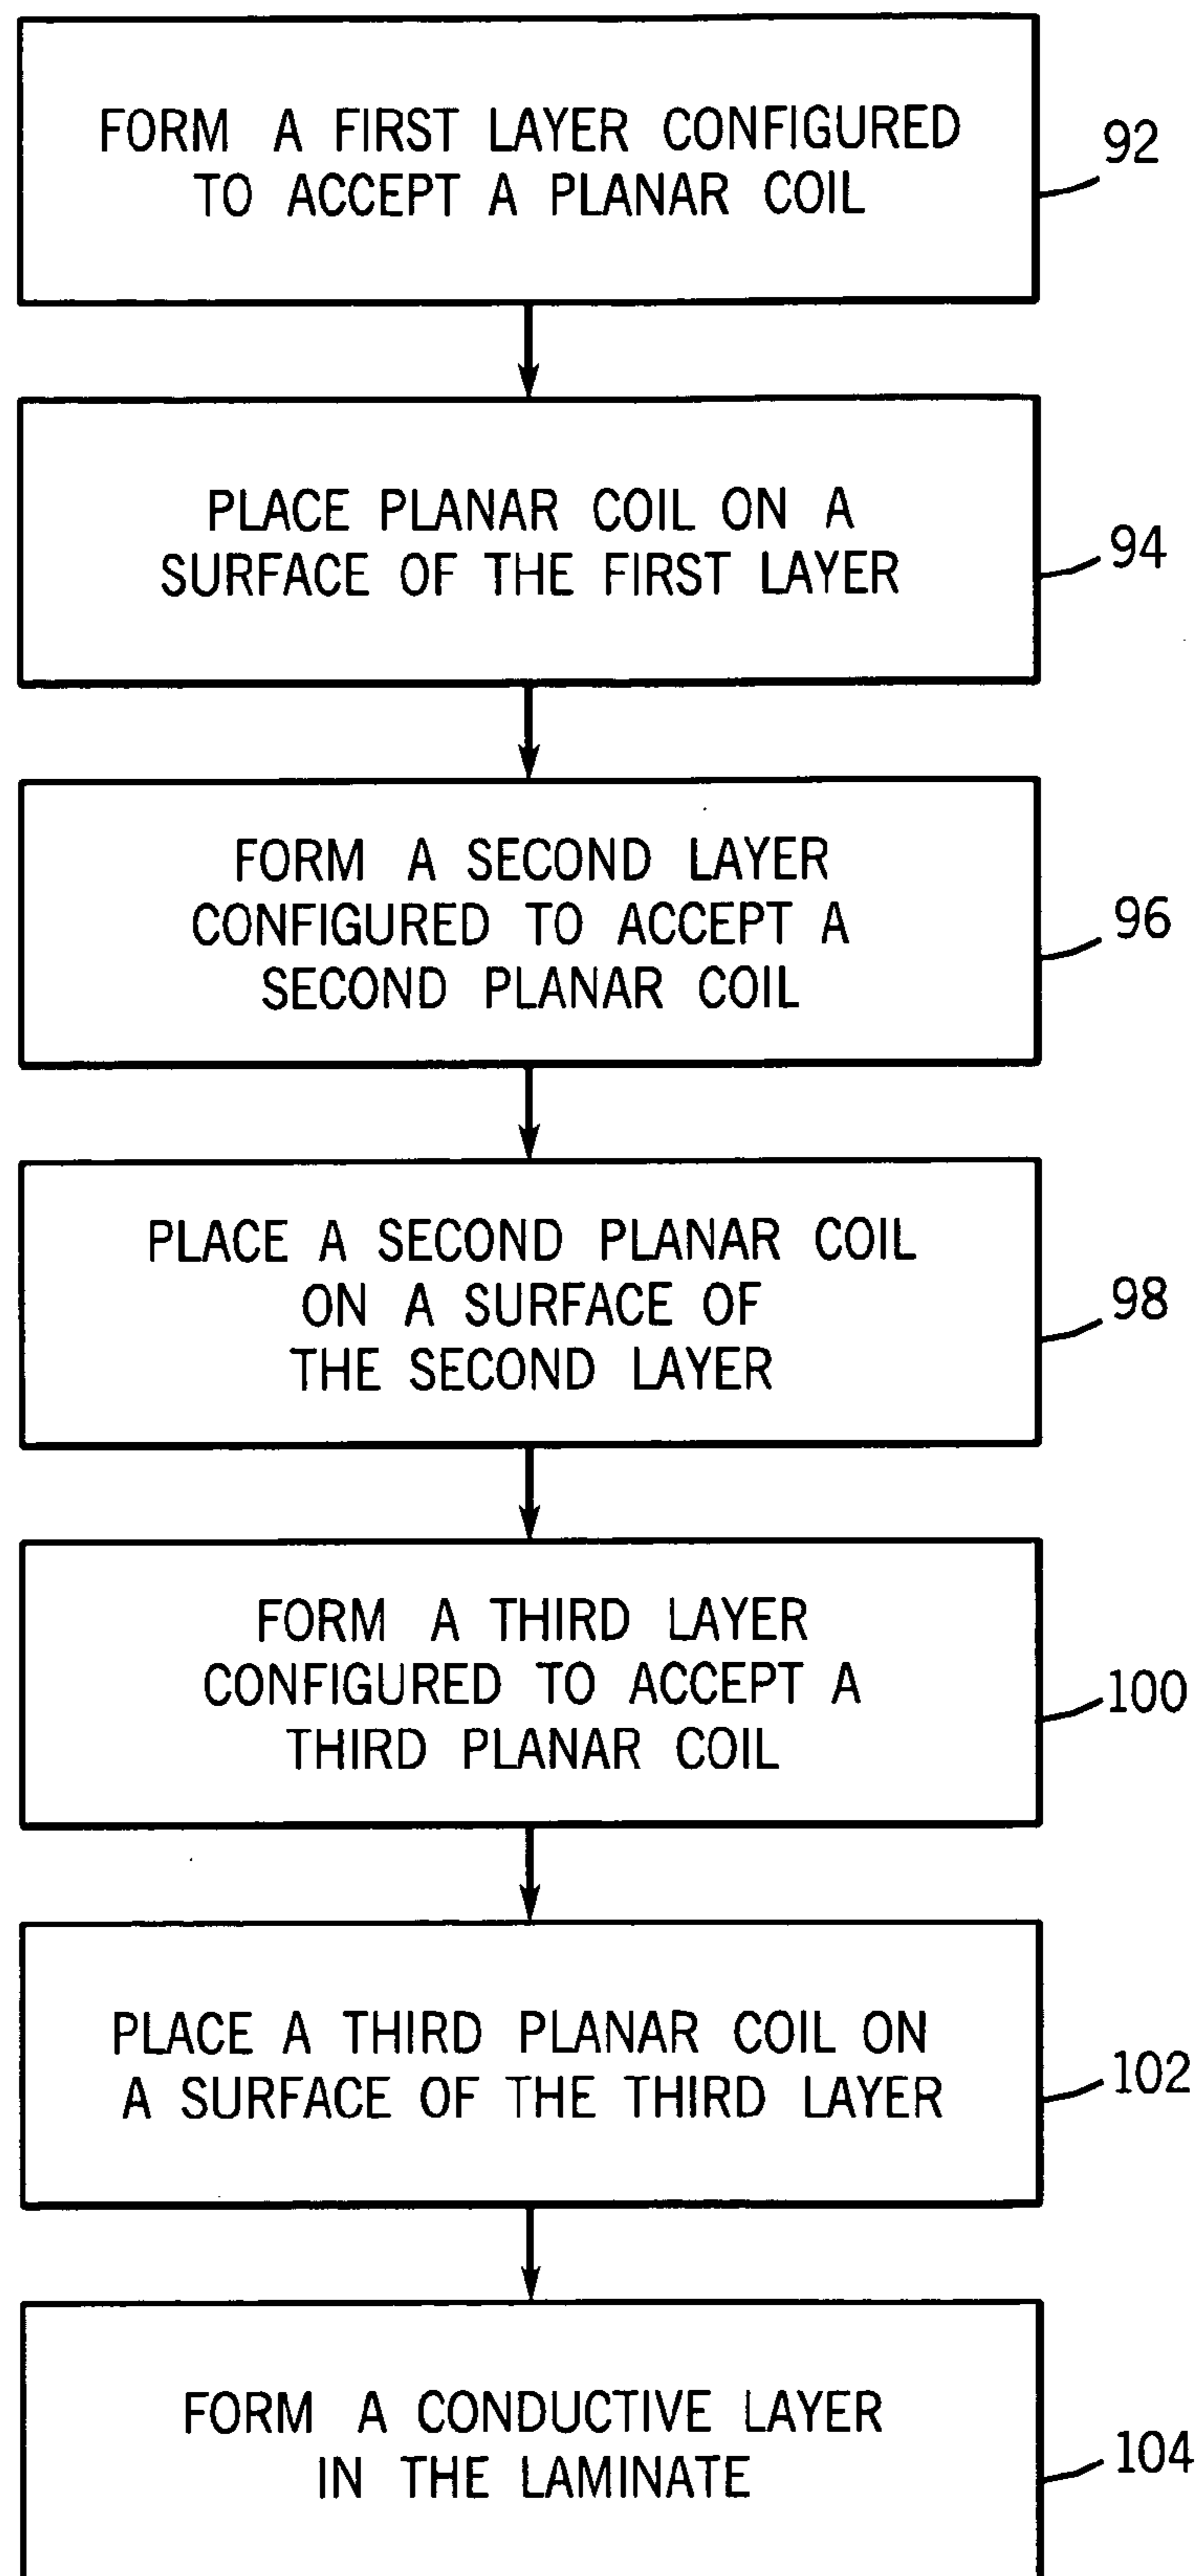 FORM A FIRST LAYER CONFIGURED
TO ACCEPT A PLANAR COIL
92
PLACE PLANAR COIL ON A
SURFACE OF THE FIRST LAYER
94
FORM A SECOND LAYER
CONFIGURED TO ACCEPT A
SECOND PLANAR COIL
96
PLACE A SECOND PLANAR COIL
ON A SURFACE OF
THE SECOND LAYER
98
FORM A THIRD LAYER
CONFIGURED TO ACCEPT A
THIRD PLANAR COIL
100
PLACE A THIRD PLANAR COIL ON
A SURFACE OF THE THIRD LAYER
102
FORM A CONDUCTIVE LAYER
IN THE LAMINATE
104